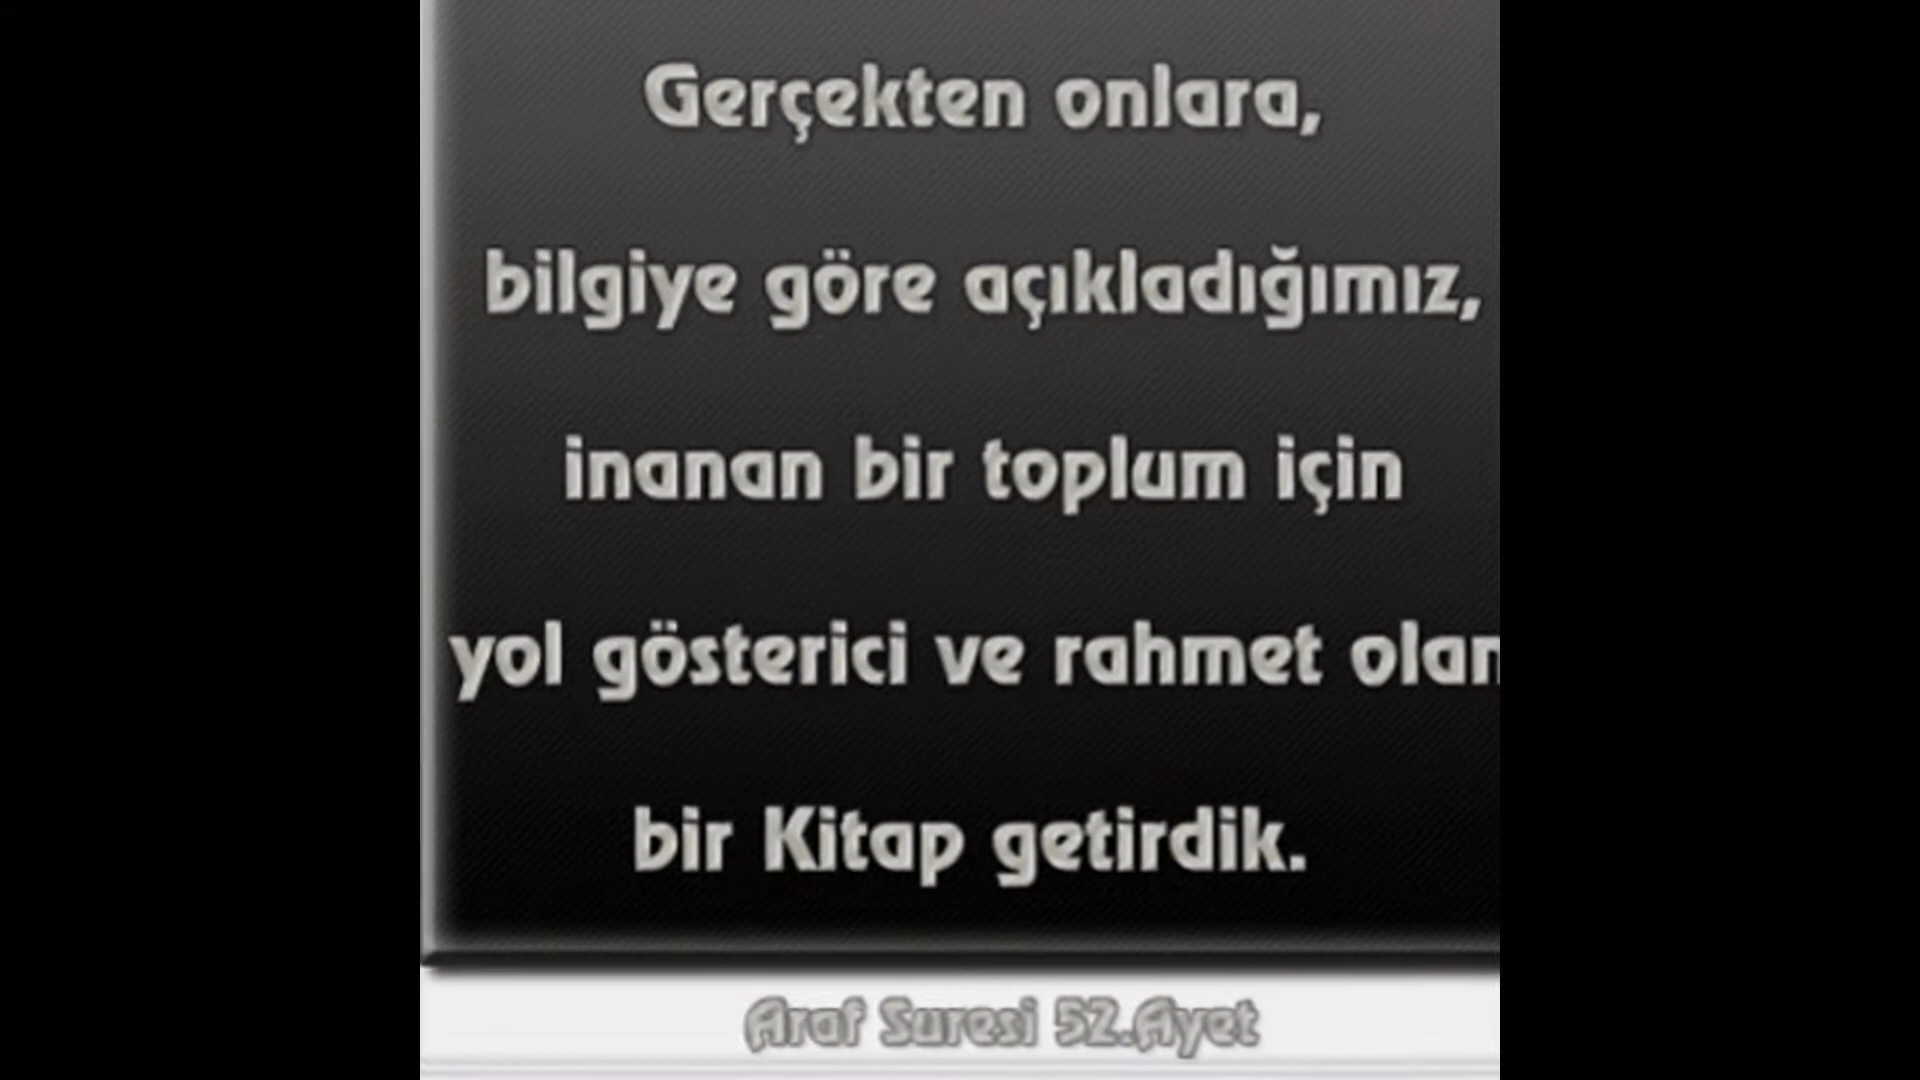 Gerçekten onlara,
bilgiye göre açıkladığımız,
inanan bir toplum için
yol gösterici ve rahmet olan
bir Kitap getirdik.
Araf Suresi 52.Ayet